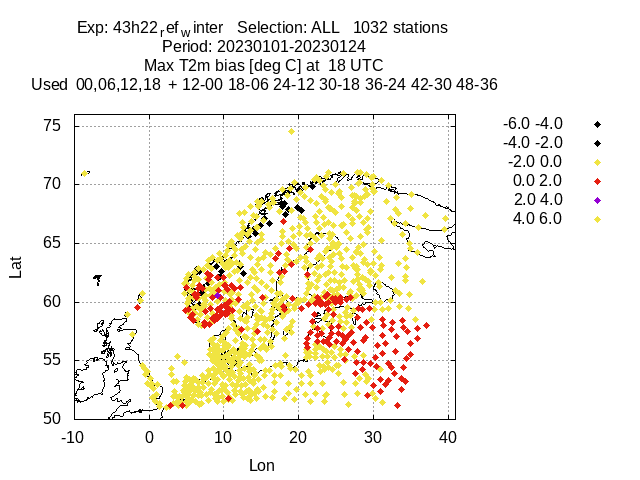 Exp: 43h22refwinter Selection: ALL 1032 stations
Period: 20230101-20230124
Max T2m bias [deg C] at 18 UTC
Used 00,06,12,18 + 12-00 18-06 24-12 30-18 36-24 42-30 48-36
-6.0 -4.0
-4.0 -2.0
-2.0 0.0
0.0 2.0
2.0 4.0
4.0 6.0
75
70
65
60
55
50
Lat
-10 0 10 20 30 40
Lon